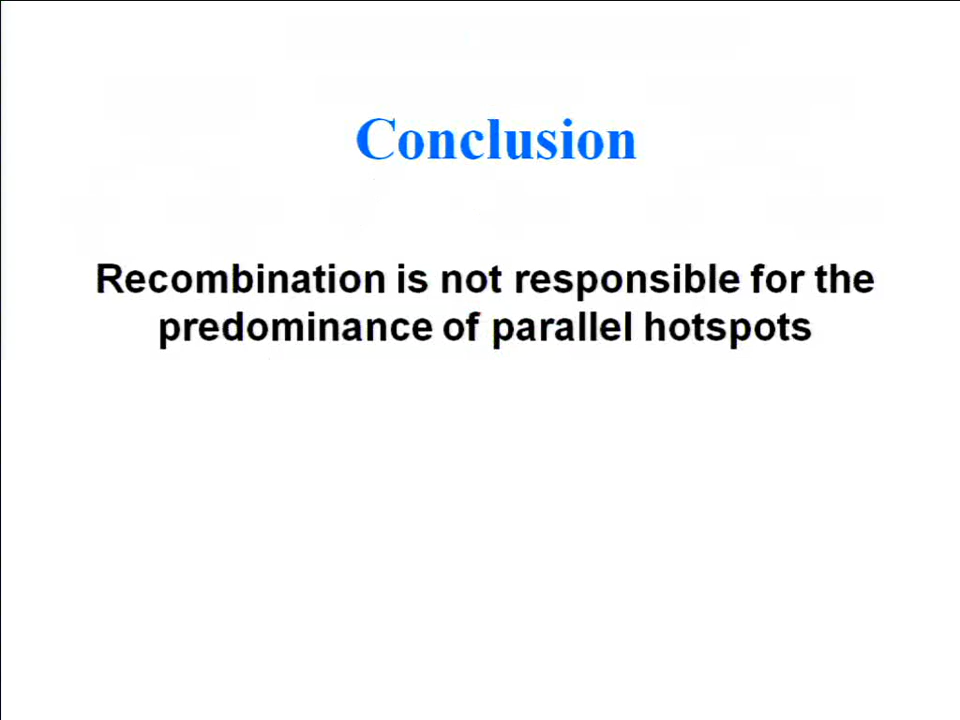 Conclusion
Recombination is not responsible for the
predominance of parallel hotspots